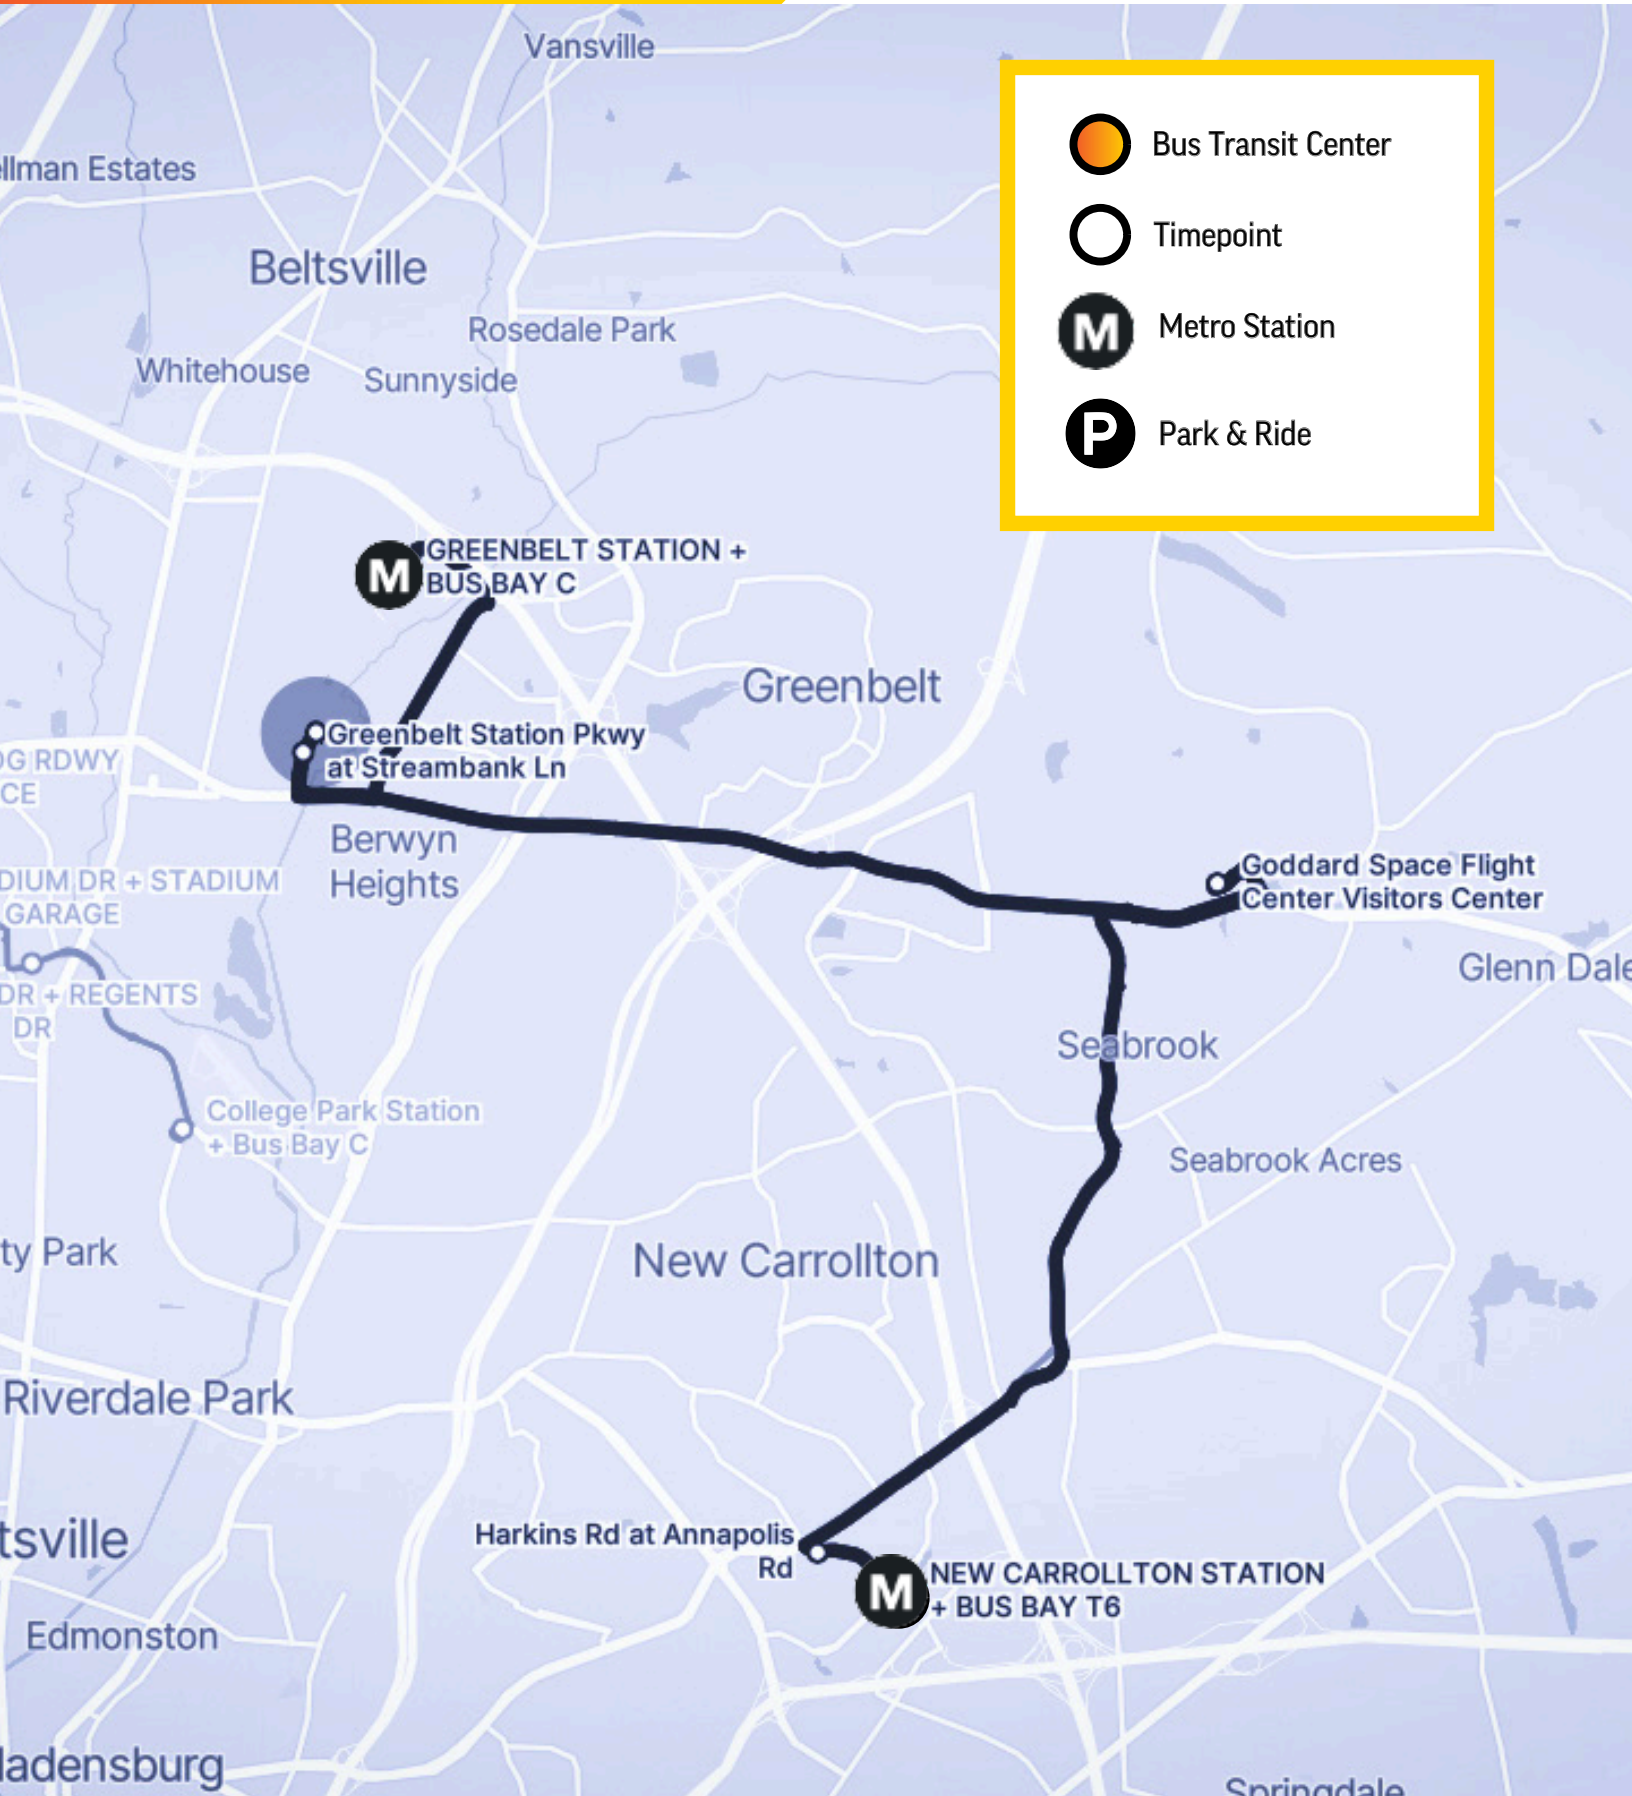 Vansville
Bus Transit Center
llman Estates
Timepoint
Beltsville
M Metro Station
Rosedale Park
Whitehouse
Sunnyside
P Park & Ride
GREENBELT STATION +
M BUS BAY C
Greenbelt
Greenbelt Station Pkwy
at Streambank Ln
OG RDWY
CE
Berwyn
Heights
Goddard Space Flight
Center Visitors Center
DIUM DR + STADIUM
GARAGE
Glenn Dale
DR + REGENTS
DR
Seabrook
College Park Station
+ Bus Bay C
Seabrook Acres
ty Park
New Carrollton
Riverdale Park
tsville
Harkins Rd at Annapolis
Rd
M NEW CARROLLTON STATION
+ BUS BAY T6
Edmonston
ladensburg
Springdale